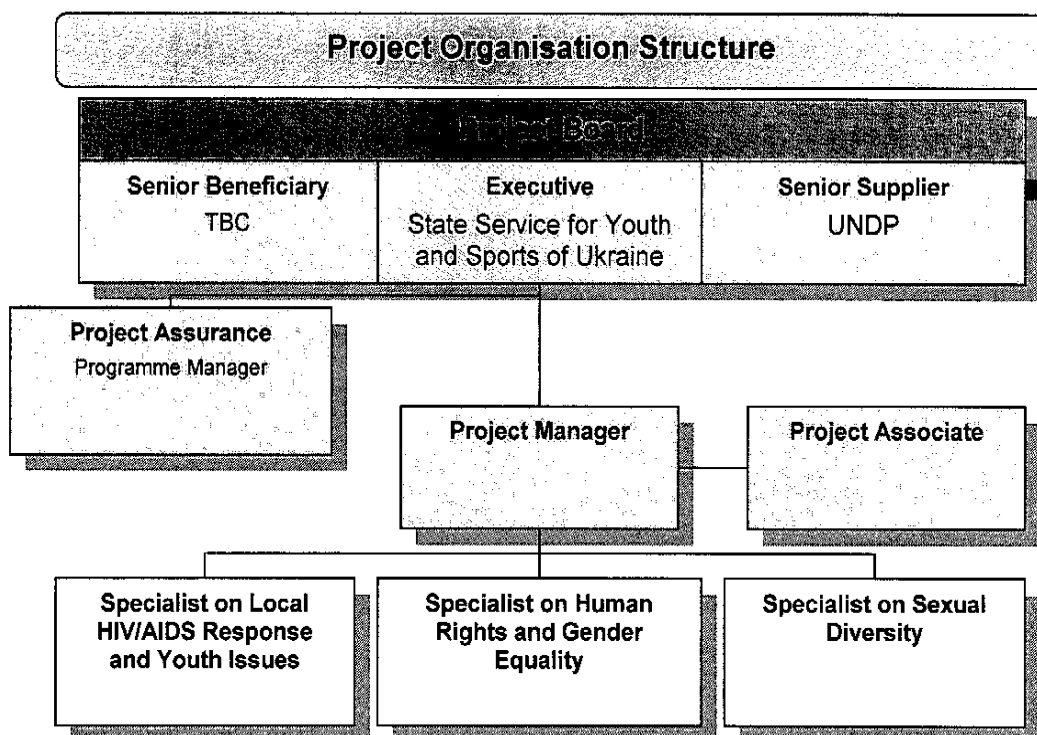 Project Organisation Structure
Project Board
Senior Beneficiary
TBC
Executive
State Service for Youth
and Sports of Ukraine
Senior Supplier
UNDP
Project Assurance
Programme Manager
Project Manager
Project Associate
Specialist on Local
HIV/AIDS Response
and Youth Issues
Specialist on Human
Rights and Gender
Equality
Specialist on Sexual
Diversity